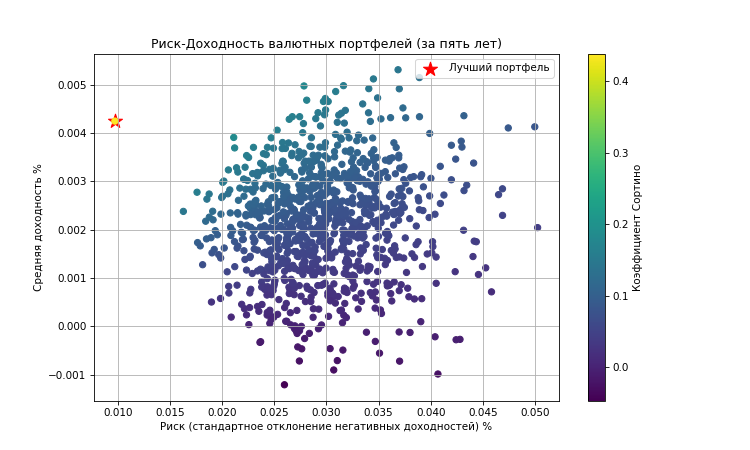 Риск-Доходность валютных портфелей (за пять лет)
Лучший портфель
Средняя доходность %
0.005
0.004
0.003
0.002
0.001
0.000
−0.001
0.010 0.015 0.020 0.025 0.030 0.035 0.040 0.045 0.050
Риск (стандартное отклонение негативных доходностей) %
0.4
0.3
0.2
0.1
0.0
Коэффициент Сортино